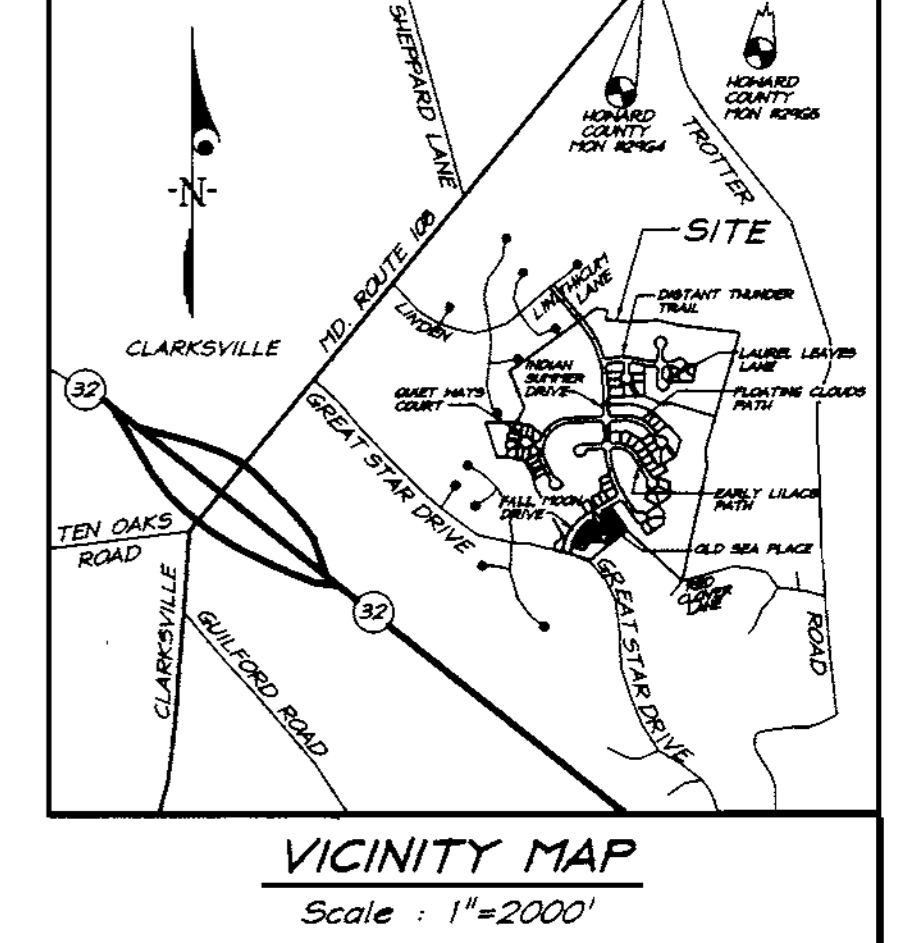 SHEPPARD LANE
HOWARD
COUNTY
MON #29G4
HOWARD
COUNTY
MON #29G5
TROTTER
-N-
MD. ROUTE 108
SITE
LINTHICUM
LANE
DISTANT THUNDER
TRAIL
LINDEN
CLARKSVILLE
LAUREL LEAVES
LANE
INDIAN
SUMMER
DRIVE
32
QUIET WAYS
COURT
FLOATING CLOUDS
PATH
GREAT STAR DRIVE
FALL MOON
DRIVE
EARLY LILACS
PATH
TEN OAKS
ROAD
OLD SEA PLACE
RED
CLOVER
LANE
32
CLARKSVILLE
GUILFORD ROAD
GREAT STAR DRIVE
ROAD
VICINITY MAP
Scale : 1"=2000'